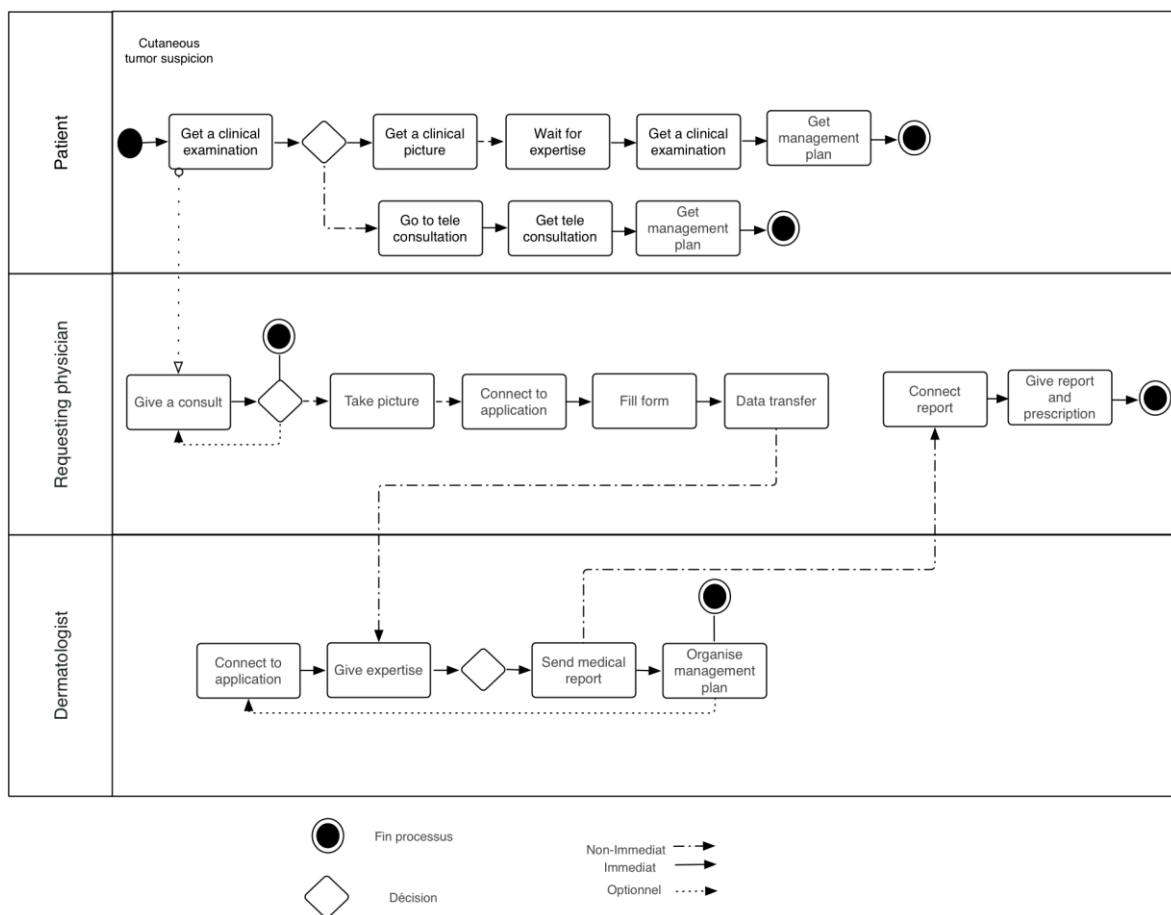 Cutaneous
tumor suspicion
Patient
Get a clinical
examination
Get a clinical
picture
Wait for
expertise
Get a clinical
examination
Get
management
plan
Go to tele
consultation
Get tele
consultation
Get
management
plan
Requesting physician
Give a consult
Take picture
Connect to
application
Fill form
Data transfer
Connect
report
Give report
and
prescription
Dermatologist
Connect to
application
Give expertise
Send medical
report
Organise
management
plan
Fin processus
Non-Immediat
Immediat
Décision
Optionnel